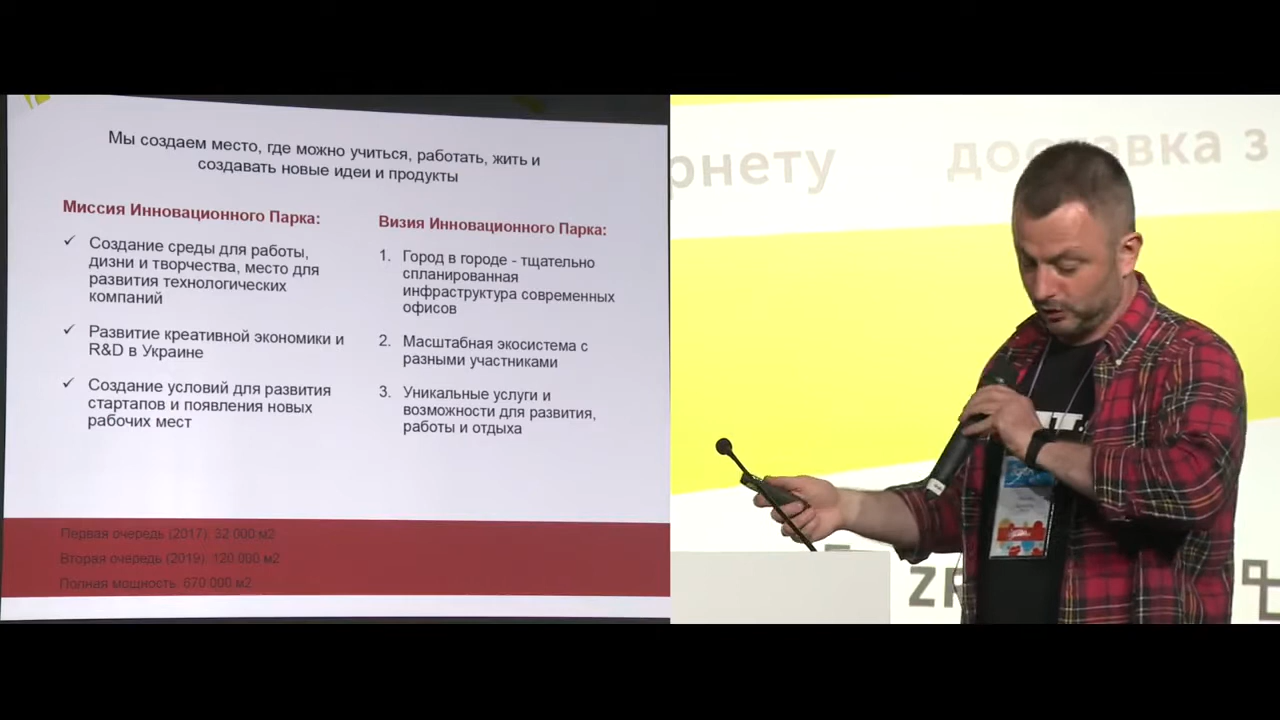 Мы создаем место, где можно учиться, работать, жить и
создавать новые идеи и продукты
Миссия Инновационного Парка:
✓ Создание среды для работы,
дизни и творчества, место для
развития технологических
компаний
✓ Развитие креативной экономики и
R&D в Украине
✓ Создание условий для развития
стартапов и появления новых
рабочих мест
Визия Инновационного Парка:
1. Город в городе - тщательно
спланированная
инфраструктура современных
офисов
2. Масштабная экосистема с
разными участниками
3. Уникальные услуги и
возможности для развития,
работы и отдыха
Первая очередь (2017): 32 000 м2
Вторая очередь (2019): 120 000 м2
Полная мощность: 670 000 м2
рнету
доставка з